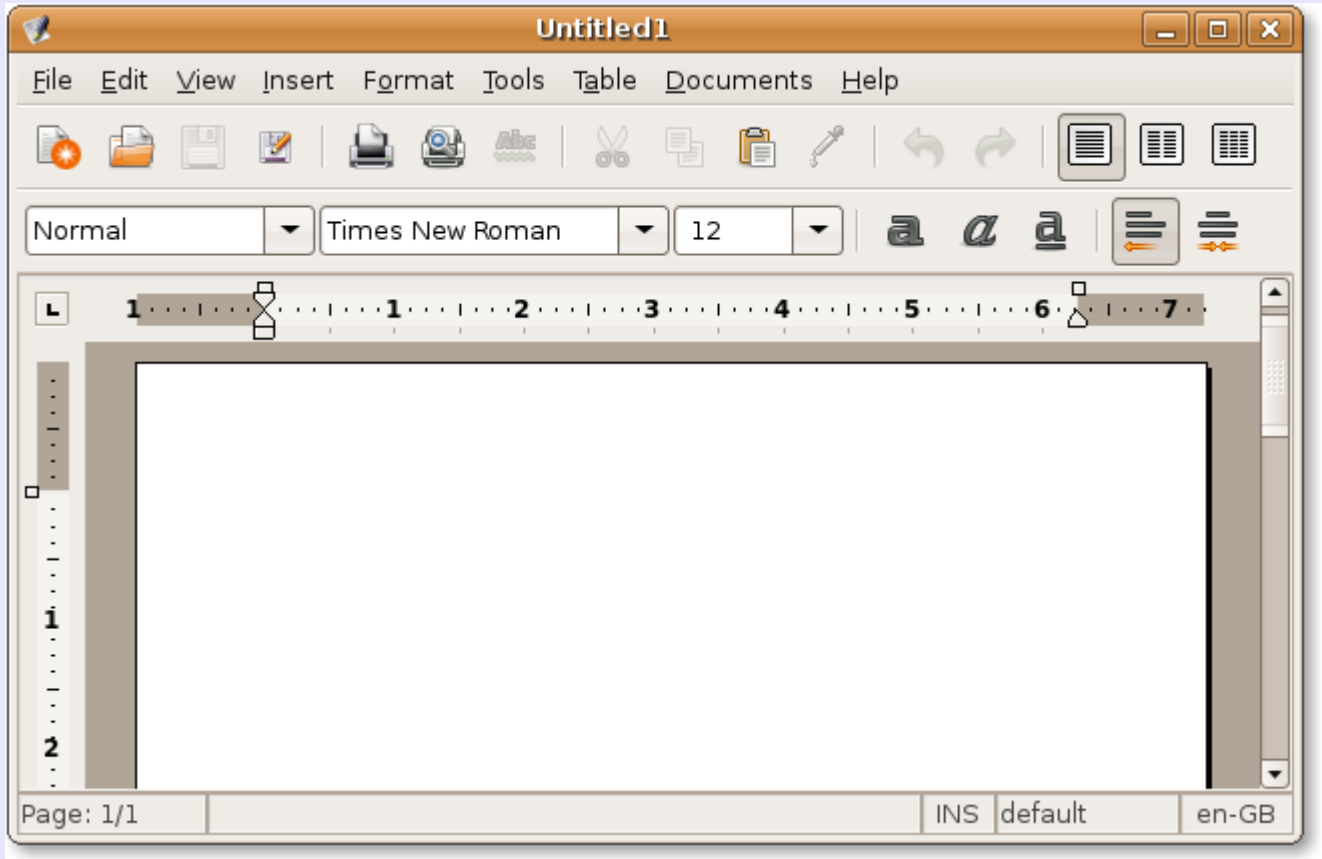 Untitled1
File Edit View Insert Format Tools Table Documents Help
Abc
Normal Times New Roman 12 a a a
L 1 1 2 3 4 5 6 7
1
2
Page: 1/1 INS default en-GB